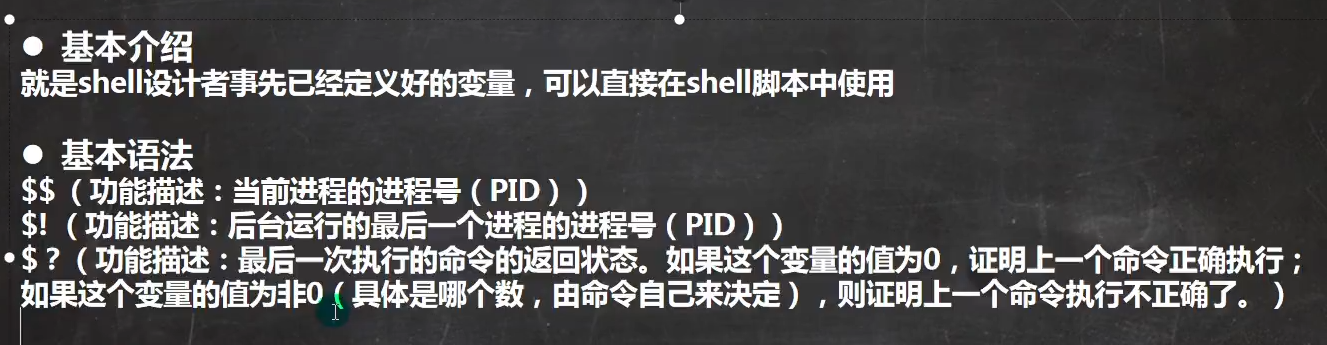 ● 基本介绍
就是shell设计者事先已经定义好的变量，可以直接在shell脚本中使用
● 基本语法
$$（功能描述：当前进程的进程号（PID））
$!（功能描述：后台运行的最后一个进程的进程号（PID））
$？（功能描述：最后一次执行的命令的返回状态。如果这个变量的值为0，证明上一个命令正确执行；
如果这个变量的值为非0（具体是哪个数，由命令自己来决定），则证明上一个命令执行不正确了。）